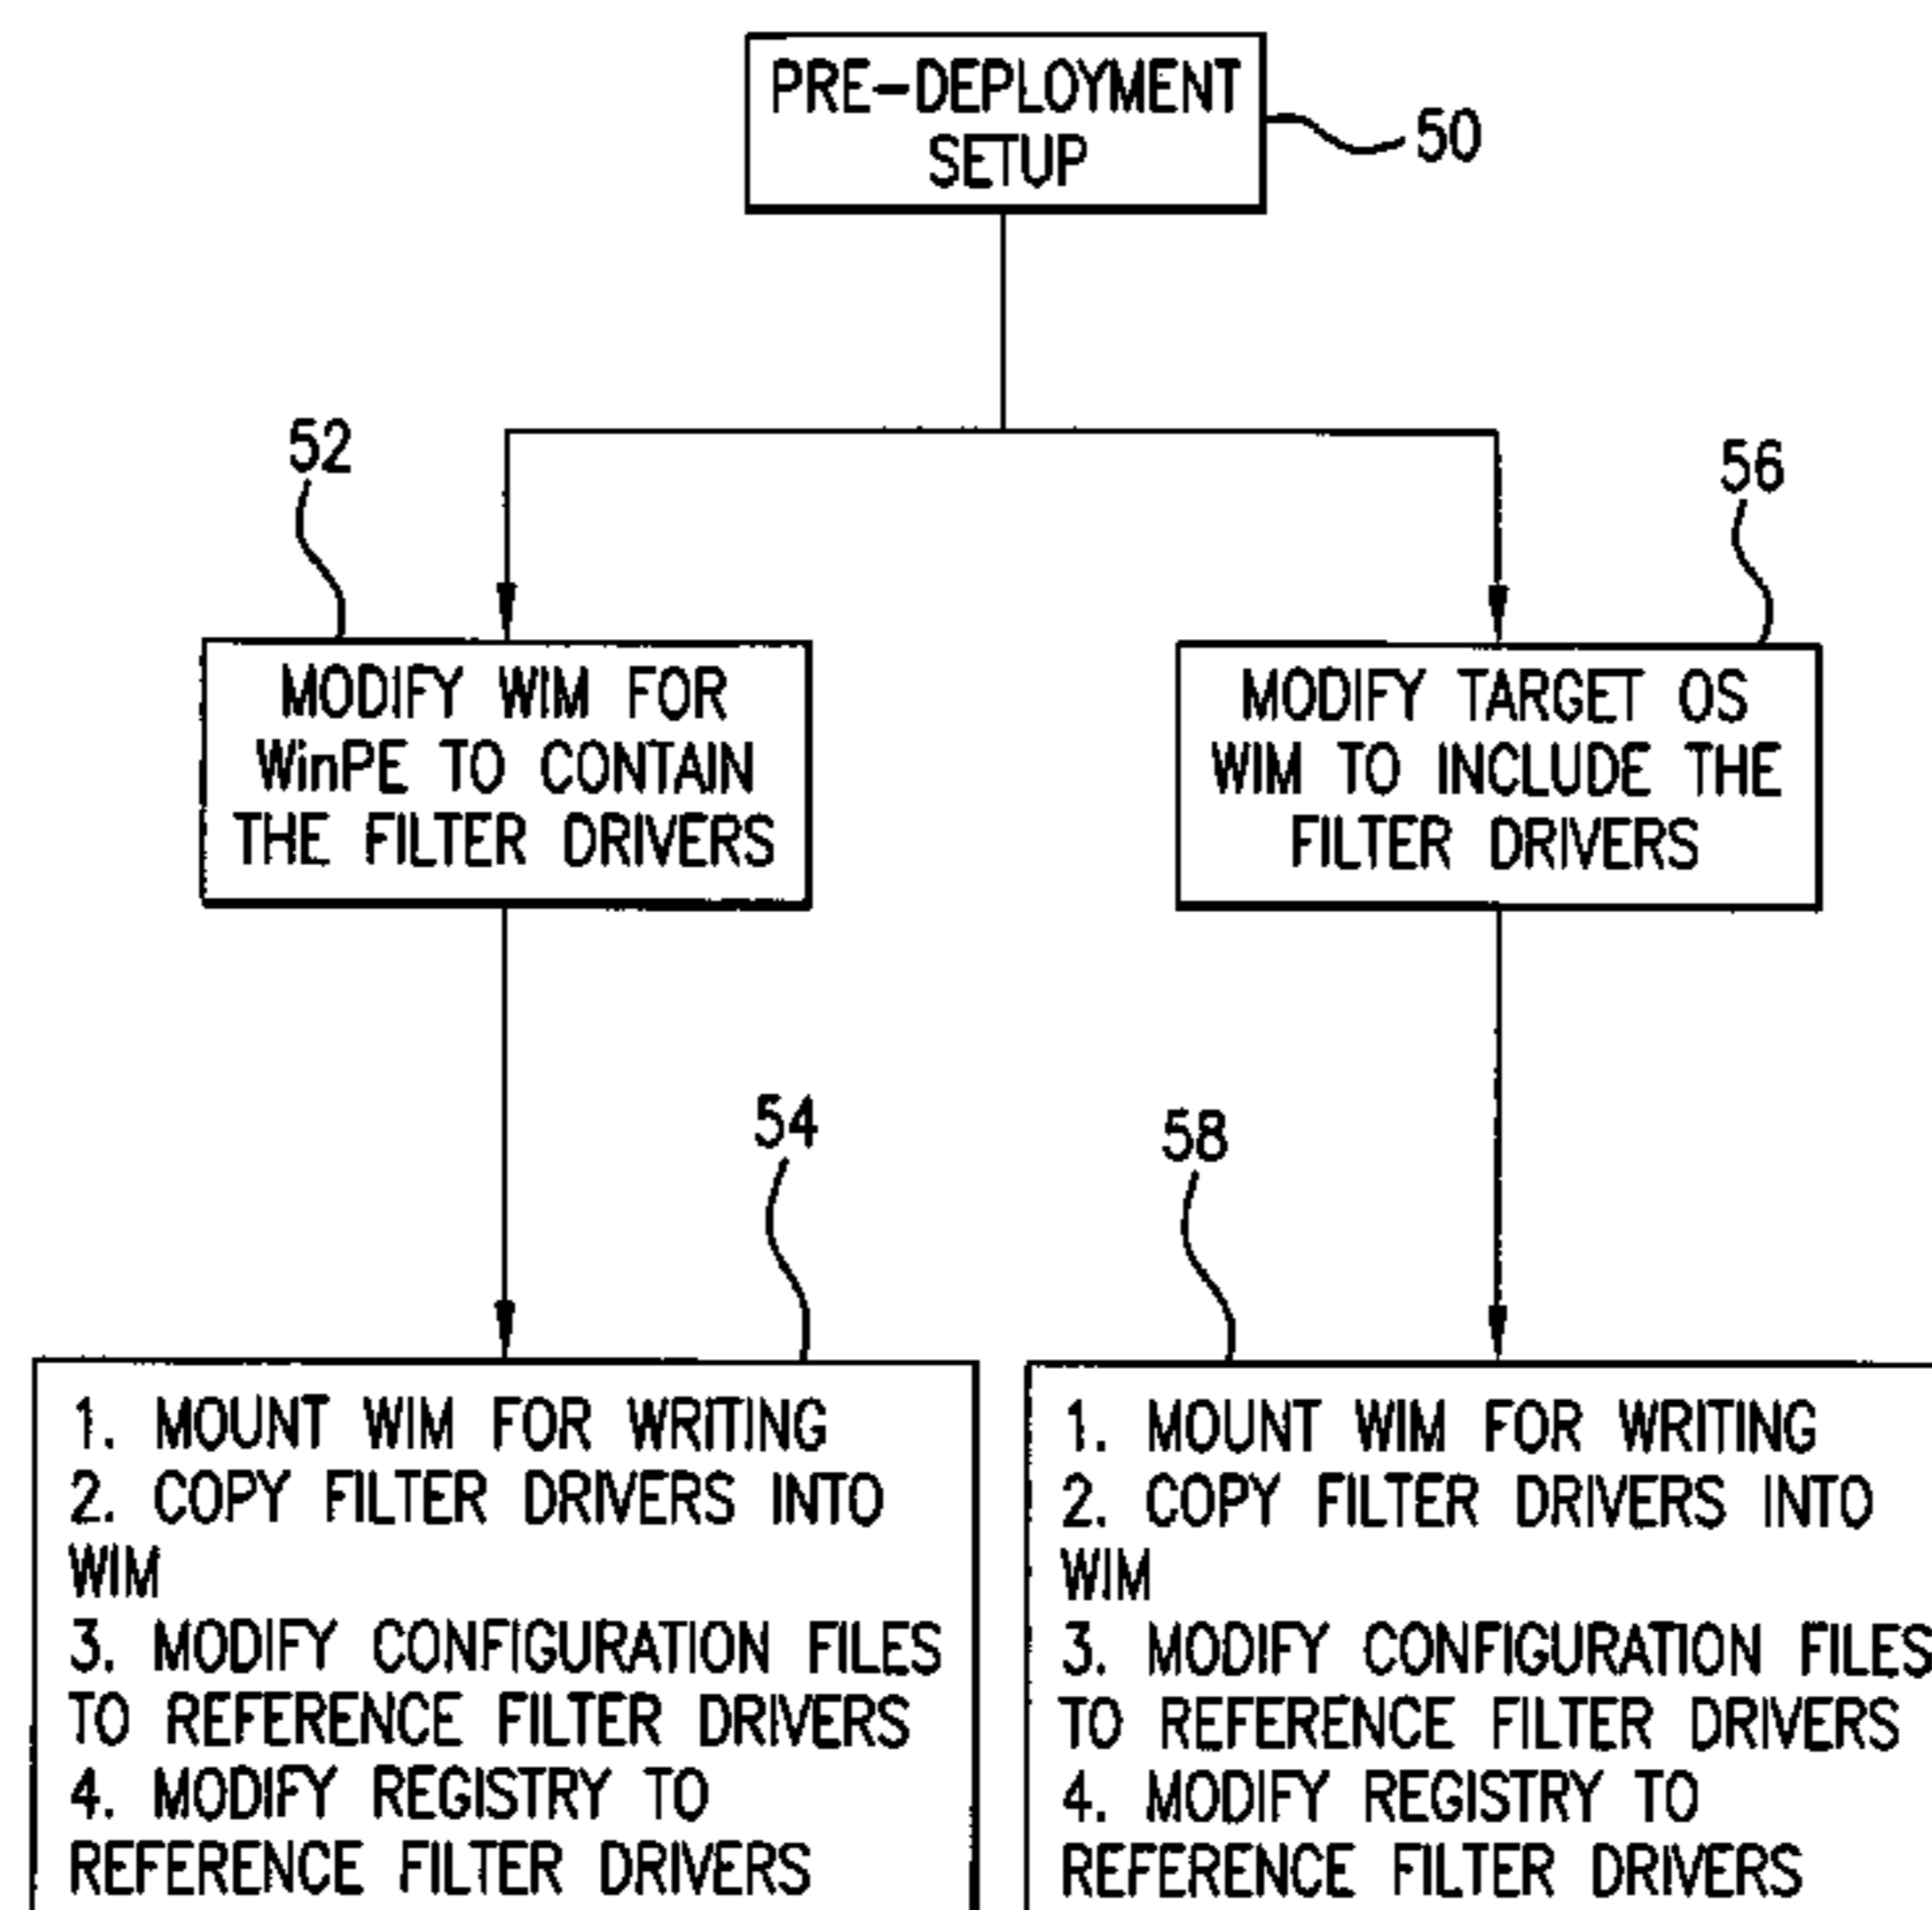 PRE-DEPLOYMENT
SETUP
50
52
56
MODIFY WIM FOR
WinPE TO CONTAIN
THE FILTER DRIVERS
MODIFY TARGET OS
WIM TO INCLUDE THE
FILTER DRIVERS
54
58
1. MOUNT WIM FOR WRITING
2. COPY FILTER DRIVERS INTO
WIM
3. MODIFY CONFIGURATION FILES
TO REFERENCE FILTER DRIVERS
4. MODIFY REGISTRY TO
REFERENCE FILTER DRIVERS
1. MOUNT WIM FOR WRITING
2. COPY FILTER DRIVERS INTO
WIM
3. MODIFY CONFIGURATION FILES
TO REFERENCE FILTER DRIVERS
4. MODIFY REGISTRY TO
REFERENCE FILTER DRIVERS